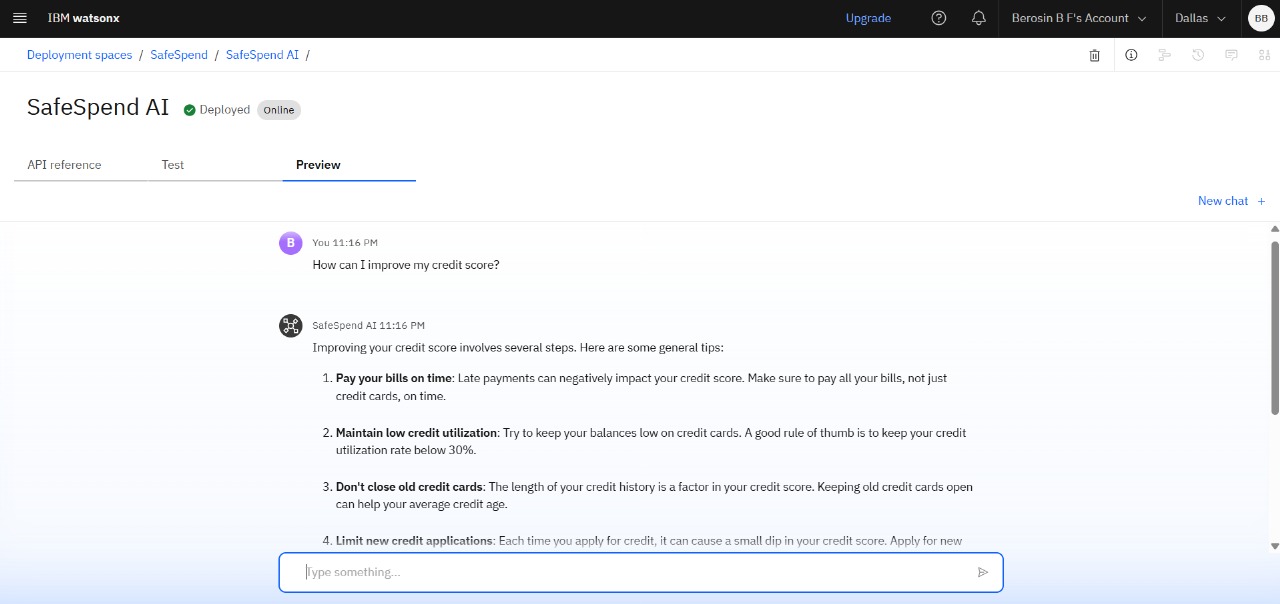 IBM watsonx
Upgrade
Berosin B F's Account
Dallas
BB
Deployment spaces / SafeSpend / SafeSpend AI /
SafeSpend AI
Deployed
Online
API reference
Test
Preview
New chat +
B
You 11:16 PM
How can I improve my credit score?
SafeSpend AI 11:16 PM
Improving your credit score involves several steps. Here are some general tips:
1. Pay your bills on time: Late payments can negatively impact your credit score. Make sure to pay all your bills, not just
credit cards, on time.
2. Maintain low credit utilization: Try to keep your balances low on credit cards. A good rule of thumb is to keep your credit
utilization rate below 30%.
3. Don't close old credit cards: The length of your credit history is a factor in your credit score. Keeping old credit cards open
can help your average credit age.
4. Limit new credit applications: Each time you apply for credit, it can cause a small dip in your credit score. Apply for new
Type something...